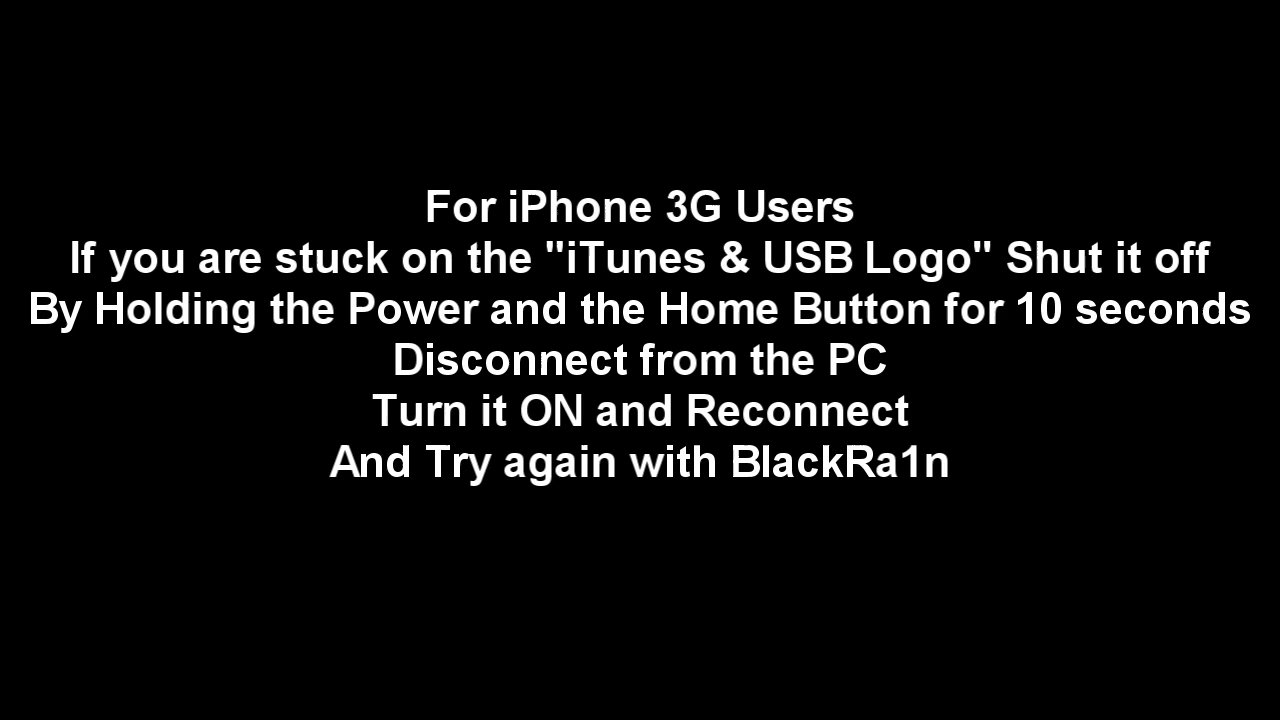 For iPhone 3G Users
If you are stuck on the "iTunes & USB Logo" Shut it off
By Holding the Power and the Home Button for 10 seconds
Disconnect from the PC
Turn it ON and Reconnect
And Try again with BlackRa1n